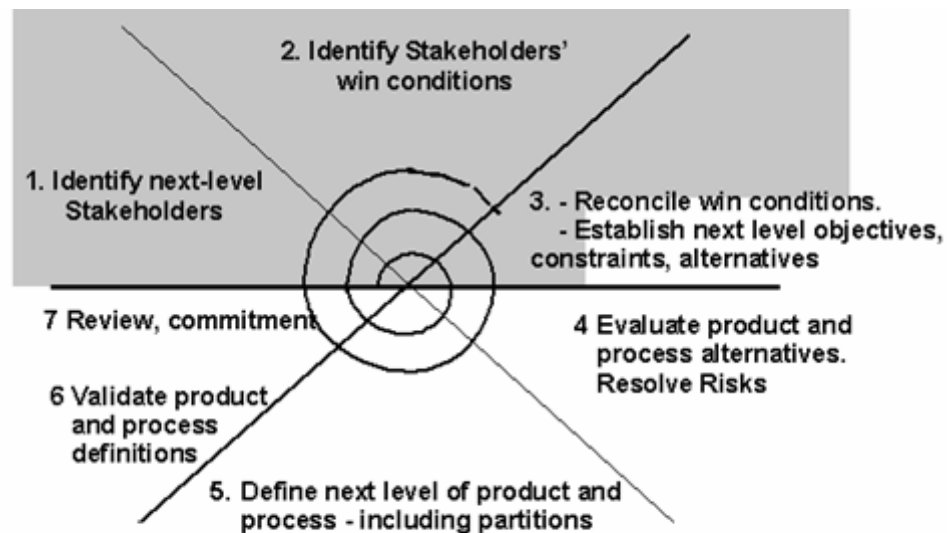 2. Identify Stakeholders'
win conditions
1. Identify next-level
Stakeholders
3. - Reconcile win conditions.
- Establish next level objectives,
constraints, alternatives
7 Review, commitment
4 Evaluate product and
process alternatives.
Resolve Risks
6 Validate product
and process
definitions
5. Define next level of product and
process - including partitions